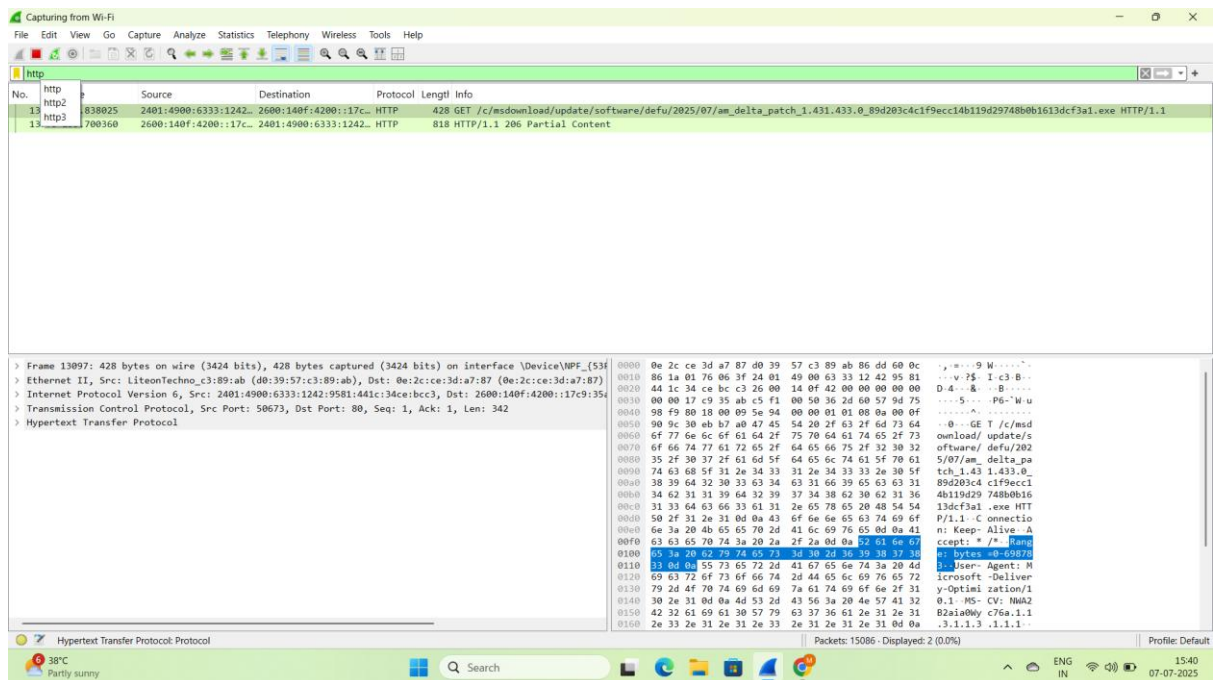 Capturing from Wi-Fi
File Edit View Go Capture Analyze Statistics Telephony Wireless Tools Help
http
No. Source Destination Protocol Lengtl Info
http
http2
http3
13 838025 2401:4900:6333:1242… 2600:140f:4200::17c… HTTP 428 GET /c/msdownload/update/software/defu/2025/07/am_delta_patch_1.431.433.0_89d203c4c1f9ecc14b119d29748b0b1613dcf3a1.exe HTTP/1.1
13 700360 2600:140f:4200::17c… 2401:4900:6333:1242… HTTP 818 HTTP/1.1 206 Partial Content
> Frame 13097: 428 bytes on wire (3424 bits), 428 bytes captured (3424 bits) on interface \Device\NPF_{53F
> Ethernet II, Src: LiteonTechno_c3:89:ab (d0:39:57:c3:89:ab), Dst: 0e:2c:ce:3d:a7:87 (0e:2c:ce:3d:a7:87)
> Internet Protocol Version 6, Src: 2401:4900:6333:1242:9581:441c:34ce:bcc3, Dst: 2600:140f:4200::17c9:35a
> Transmission Control Protocol, Src Port: 50673, Dst Port: 80, Seq: 1, Ack: 1, Len: 342
> Hypertext Transfer Protocol
0000 0e 2c ce 3d a7 87 d0 39 57 c3 89 ab 86 dd 60 0c ·,·=···9 W·····`·
0010 86 1a 01 76 06 3f 24 01 49 00 63 33 12 42 95 81 ···v·?$· I·c3·B··
0020 44 1c 34 ce bc c3 26 00 14 0f 42 00 00 00 00 00 D·4···&· ··B·····
0030 00 00 17 c9 35 ab c5 f1 00 50 36 2d 60 57 9d 75 ····5··· ·P6-`W·u
0040 98 f9 80 18 00 09 5e 94 00 00 01 01 08 0a 00 0f ······^· ········
0050 90 9c 30 eb b7 a0 47 45 54 20 2f 63 2f 6d 73 64 ··0···GE T /c/msd
0060 6f 77 6e 6c 6f 61 64 2f 75 70 64 61 74 65 2f 73 ownload/ update/s
0070 6f 66 74 77 61 72 65 2f 64 65 66 75 2f 32 30 32 oftware/ defu/202
0080 35 2f 30 37 2f 61 6d 5f 64 65 6c 74 61 5f 70 61 5/07/am_ delta_pa
0090 74 63 68 5f 31 2e 34 33 31 2e 34 33 33 2e 30 5f tch_1.43 1.433.0_
00a0 38 39 64 32 30 33 63 34 63 31 66 39 65 63 63 31 89d203c4 c1f9ecc1
00b0 34 62 31 31 39 64 32 39 37 34 38 62 30 62 31 36 4b119d29 748b0b16
00c0 31 33 64 63 66 33 61 31 2e 65 78 65 20 48 54 54 13dcf3a1 .exe HTT
00d0 50 2f 31 2e 31 0d 0a 43 6f 6e 6e 65 63 74 69 6f P/1.1··C onnectio
00e0 6e 3a 20 4b 65 65 70 2d 41 6c 69 76 65 0d 0a 41 n: Keep- Alive··A
00f0 63 63 65 70 74 3a 20 2a 2f 2a 0d 0a 52 61 6e 67 ccept: * /*··Rang
0100 65 3a 20 62 79 74 65 73 3d 30 2d 36 39 38 37 38 e: bytes =0-69878
0110 33 0d 0a 55 73 65 72 2d 41 67 65 6e 74 3a 20 4d 3··User- Agent: M
0120 69 63 72 6f 73 6f 66 74 2d 44 65 6c 69 76 65 72 icrosoft -Deliver
0130 79 2d 4f 70 74 69 6d 69 7a 61 74 69 6f 6e 2f 31 y-Optimi zation/1
0140 30 2e 31 0d 0a 4d 53 2d 43 56 3a 20 4e 57 41 32 0.1··MS- CV: NWA2
0150 42 32 61 69 61 30 57 79 63 37 36 61 2e 31 2e 31 B2aia0Wy c76a.1.1
0160 2e 33 2e 31 2e 31 2e 33 2e 31 2e 31 2e 31 0d 0a .3.1.1.3 .1.1.1··
Hypertext Transfer Protocol: Protocol
Packets: 15086 · Displayed: 2 (0.0%)
Profile: Default
6
38°C
Partly sunny
Search
M
ENG
IN
15:40
07-07-2025